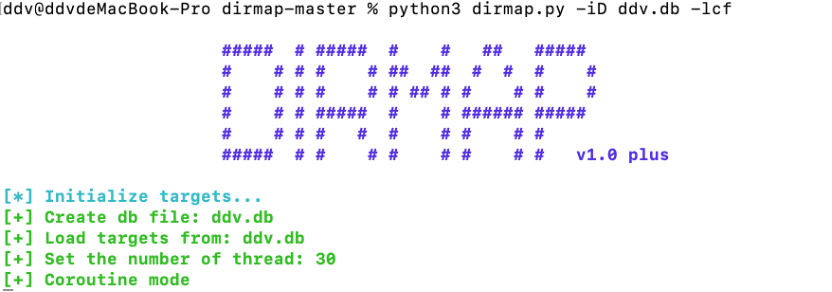 ddv@ddvdeMacBook-Pro dirmap-master % python3 dirmap.py -iD ddv.db -lcf
#####  # #####  #    #   ##   #####
#    # # #    # ##  ##  #  #  #    #
#    # # #    # # ## # #    # #    #
#    # # #####  #    # ###### #####
#    # # #   #  #    # #    # #
#####  # #    # #    # #    # #   v1.0 plus
[*] Initialize targets...
[+] Create db file: ddv.db
[+] Load targets from: ddv.db
[+] Set the number of thread: 30
[+] Coroutine mode